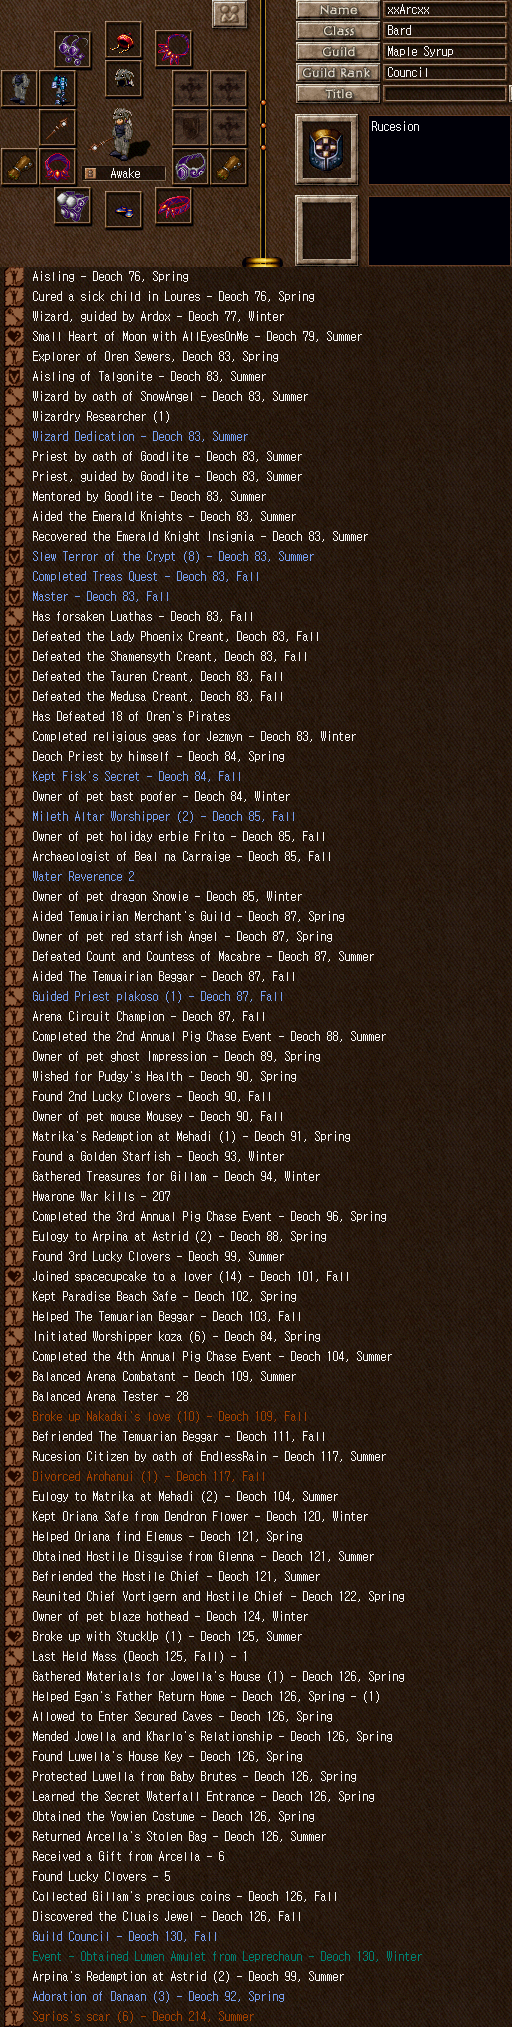 Name xxArcxx
Class Bard
Guild Maple Syrup
Guild Rank Council
Title
Rucesion
Awake
Aisling - Deoch 76, Spring
Cured a sick child in Loures - Deoch 76, Spring
Wizard, guided by Ardox - Deoch 77, Winter
Small Heart of Moon with AllEyesOnMe - Deoch 79, Summer
Explorer of Oren Sewers, Deoch 83, Spring
Aisling of Talgonite - Deoch 83, Summer
Wizard by oath of SnowAngel - Deoch 83, Summer
Wizardry Researcher (1)
Wizard Dedication - Deoch 83, Summer
Priest by oath of Goodlite - Deoch 83, Summer
Priest, guided by Goodlite - Deoch 83, Summer
Mentored by Goodlite - Deoch 83, Summer
Aided the Emerald Knights - Deoch 83, Summer
Recovered the Emerald Knight Insignia - Deoch 83, Summer
Slew Terror of the Crypt (8) - Deoch 83, Summer
Completed Treas Quest - Deoch 83, Fall
Master - Deoch 83, Fall
Has forsaken Luathas - Deoch 83, Fall
Defeated the Lady Phoenix Creant, Deoch 83, Fall
Defeated the Shamensyth Creant, Deoch 83, Fall
Defeated the Tauren Creant, Deoch 83, Fall
Defeated the Medusa Creant, Deoch 83, Fall
Has Defeated 18 of Oren's Pirates
Completed religious geas for Jezmyn - Deoch 83, Winter
Deoch Priest by himself - Deoch 84, Spring
Kept Fisk's Secret - Deoch 84, Fall
Owner of pet bast poofer - Deoch 84, Winter
Mileth Altar Worshipper (2) - Deoch 85, Fall
Owner of pet holiday erbie Frito - Deoch 85, Fall
Archaeologist of Beal na Carraige - Deoch 85, Fall
Water Reverence 2
Owner of pet dragon Snowie - Deoch 85, Winter
Aided Temuairian Merchant's Guild - Deoch 87, Spring
Owner of pet red starfish Angel - Deoch 87, Spring
Defeated Count and Countess of Macabre - Deoch 87, Summer
Aided The Temuairian Beggar - Deoch 87, Fall
Guided Priest plakoso (1) - Deoch 87, Fall
Arena Circuit Champion - Deoch 87, Fall
Completed the 2nd Annual Pig Chase Event - Deoch 88, Summer
Owner of pet ghost Impression - Deoch 89, Spring
Wished for Pudgy's Health - Deoch 90, Spring
Found 2nd Lucky Clovers - Deoch 90, Fall
Owner of pet mouse Mousey - Deoch 90, Fall
Matrika's Redemption at Mehadi (1) - Deoch 91, Spring
Found a Golden Starfish - Deoch 93, Winter
Gathered Treasures for Gillam - Deoch 94, Winter
Hwarone War kills - 207
Completed the 3rd Annual Pig Chase Event - Deoch 96, Spring
Eulogy to Arpina at Astrid (2) - Deoch 88, Spring
Found 3rd Lucky Clovers - Deoch 99, Summer
Joined spacecupcake to a lover (14) - Deoch 101, Fall
Kept Paradise Beach Safe - Deoch 102, Spring
Helped The Temuarian Beggar - Deoch 103, Fall
Initiated Worshipper koza (6) - Deoch 84, Spring
Completed the 4th Annual Pig Chase Event - Deoch 104, Summer
Balanced Arena Combatant - Deoch 109, Summer
Balanced Arena Tester - 28
Broke up Nakadai's love (10) - Deoch 109, Fall
Befriended The Temuarian Beggar - Deoch 111, Fall
Rucesion Citizen by oath of EndlessRain - Deoch 117, Summer
Divorced Arohanui (1) - Deoch 117, Fall
Eulogy to Matrika at Mehadi (2) - Deoch 104, Summer
Kept Oriana Safe from Dendron Flower - Deoch 120, Winter
Helped Oriana find Elemus - Deoch 121, Spring
Obtained Hostile Disguise from Glenna - Deoch 121, Summer
Befriended the Hostile Chief - Deoch 121, Summer
Reunited Chief Vortigern and Hostile Chief - Deoch 122, Spring
Owner of pet blaze hothead - Deoch 124, Winter
Broke up with StuckUp (1) - Deoch 125, Summer
Last Held Mass (Deoch 125, Fall) - 1
Gathered Materials for Jowella's House (1) - Deoch 126, Spring
Helped Egan's Father Return Home - Deoch 126, Spring - (1)
Allowed to Enter Secured Caves - Deoch 126, Spring
Mended Jowella and Kharlo's Relationship - Deoch 126, Spring
Found Luwella's House Key - Deoch 126, Spring
Protected Luwella from Baby Brutes - Deoch 126, Spring
Learned the Secret Waterfall Entrance - Deoch 126, Spring
Obtained the Yowien Costume - Deoch 126, Spring
Returned Arcella's Stolen Bag - Deoch 126, Summer
Received a Gift from Arcella - 6
Found Lucky Clovers - 5
Collected Gillam's precious coins - Deoch 126, Fall
Discovered the Cluais Jewel - Deoch 126, Fall
Guild Council - Deoch 130, Fall
Event - Obtained Lumen Amulet from Leprechaun - Deoch 130, Winter
Arpina's Redemption at Astrid (2) - Deoch 99, Summer
Adoration of Danaan (3) - Deoch 92, Spring
Sgrios's scar (6) - Deoch 214, Summer